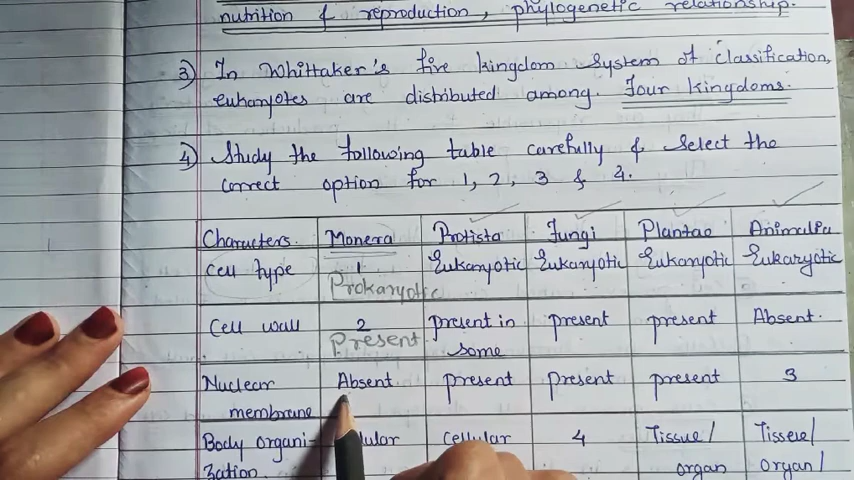 nutrition & reproduction, phylogenetic relationship.
3) In Whittaker's five kingdom System of classification,
eukaryotes are distributed among. Four kingdoms.
4) Study the following table carefully & select the
correct option for 1, 2, 3 & 4.
Characters. Monera Protista Fungi Plantae Animalia
Cell type 1 Prokaryotic Eukaryotic Eukaryotic Eukaryotic Eukaryotic
Cell wall 2 Present present in some present present Absent.
Nuclear membrane Absent present present present 3
Body organization cellular 4 Tissue/ organ Tissue/ organ/